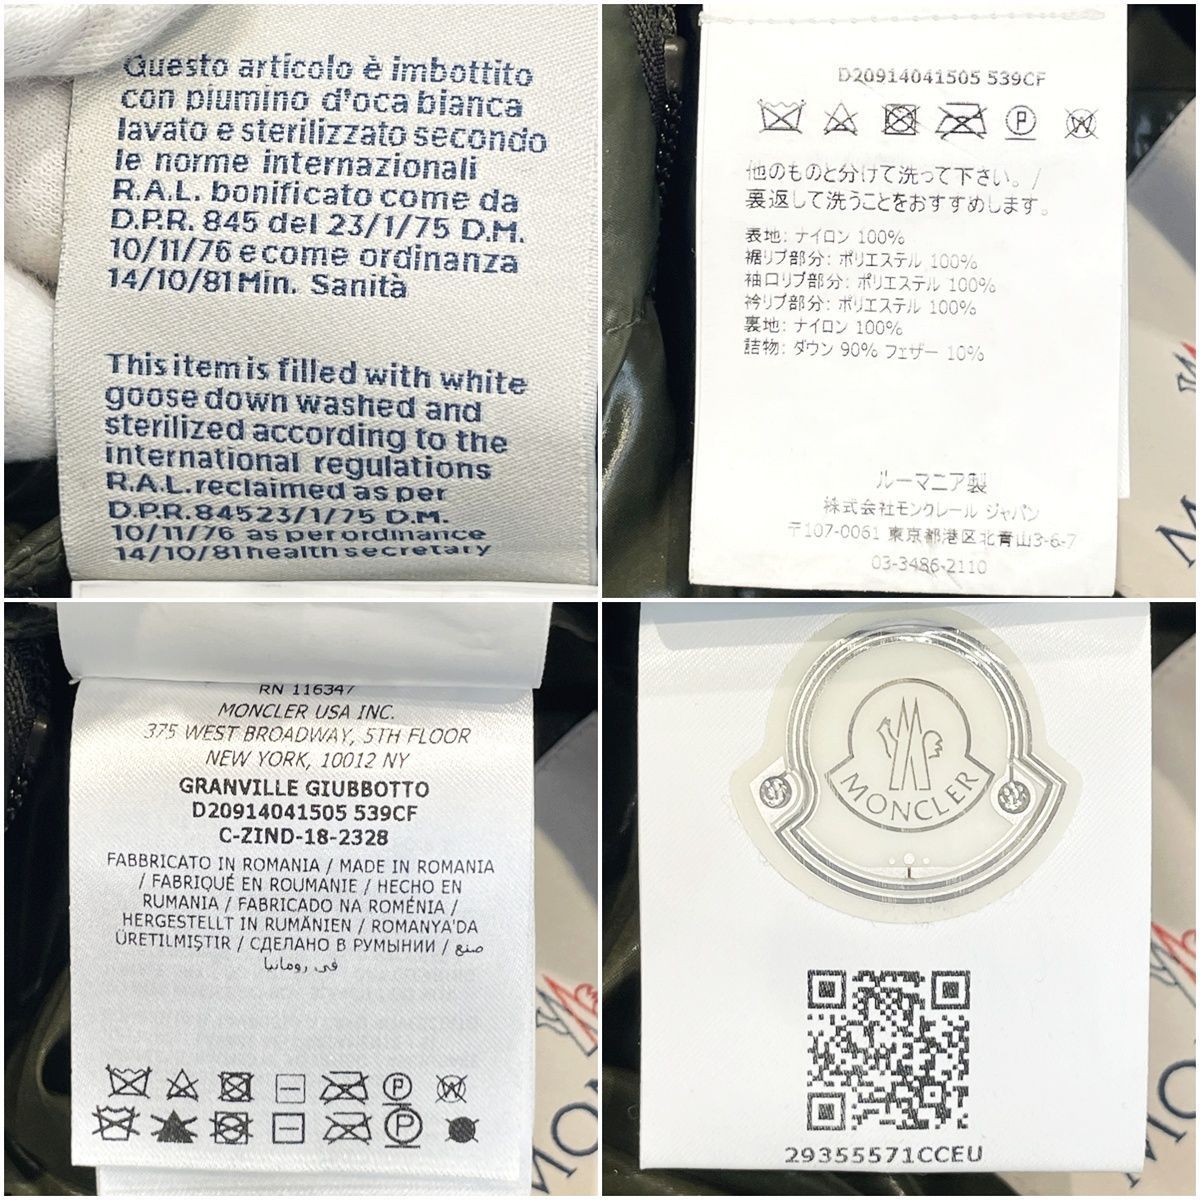 Questo articolo è imbottito
con piumino d'oca bianca
lavato e sterilizzato secondo
le norme internazionali
R.A.L. bonificato come da
D.P.R. 845 del 23/1/75 D.M.
10/11/76 e come ordinanza
14/10/81 Min. Sanità
This item is filled with white
goose down washed and
sterilized according to the
international regulations
R.A.L. reclaimed as per
D.P.R. 845 23/1/75 D.M.
10/11/76 as per ordinance
14/10/81 health secretary
D20914041505 539CF
P
W
他のものと分けて洗って下さい。/
裏返して洗うことをおすすめします。
表地: ナイロン 100%
裾リブ部分: ポリエステル 100%
袖口リブ部分: ポリエステル 100%
衿リブ部分: ポリエステル 100%
裏地: ナイロン 100%
詰物: ダウン 90% フェザー 10%
ルーマニア製
株式会社モンクレール ジャパン
〒107-0061 東京都港区北青山3-6-7
03-3486-2110
RN 116347
MONCLER USA INC.
375 WEST BROADWAY, 5TH FLOOR
NEW YORK, 10012 NY
GRANVILLE GIUBBOTTO
D20914041505 539CF
C-ZIND-18-2328
FABBRICATO IN ROMANIA / MADE IN ROMANIA
/ FABRIQUÉ EN ROUMANIE / HECHO EN
RUMANIA / FABRICADO NA ROMÉNIA /
HERGESTELLT IN RUMÄNIEN / ROMANYA'DA
ÜRETILMIŞTIR / СДЕЛАНО В РУМЫНИИ / صنع
في رومانيا
P
W
P
MONCLER
29355571CCEU